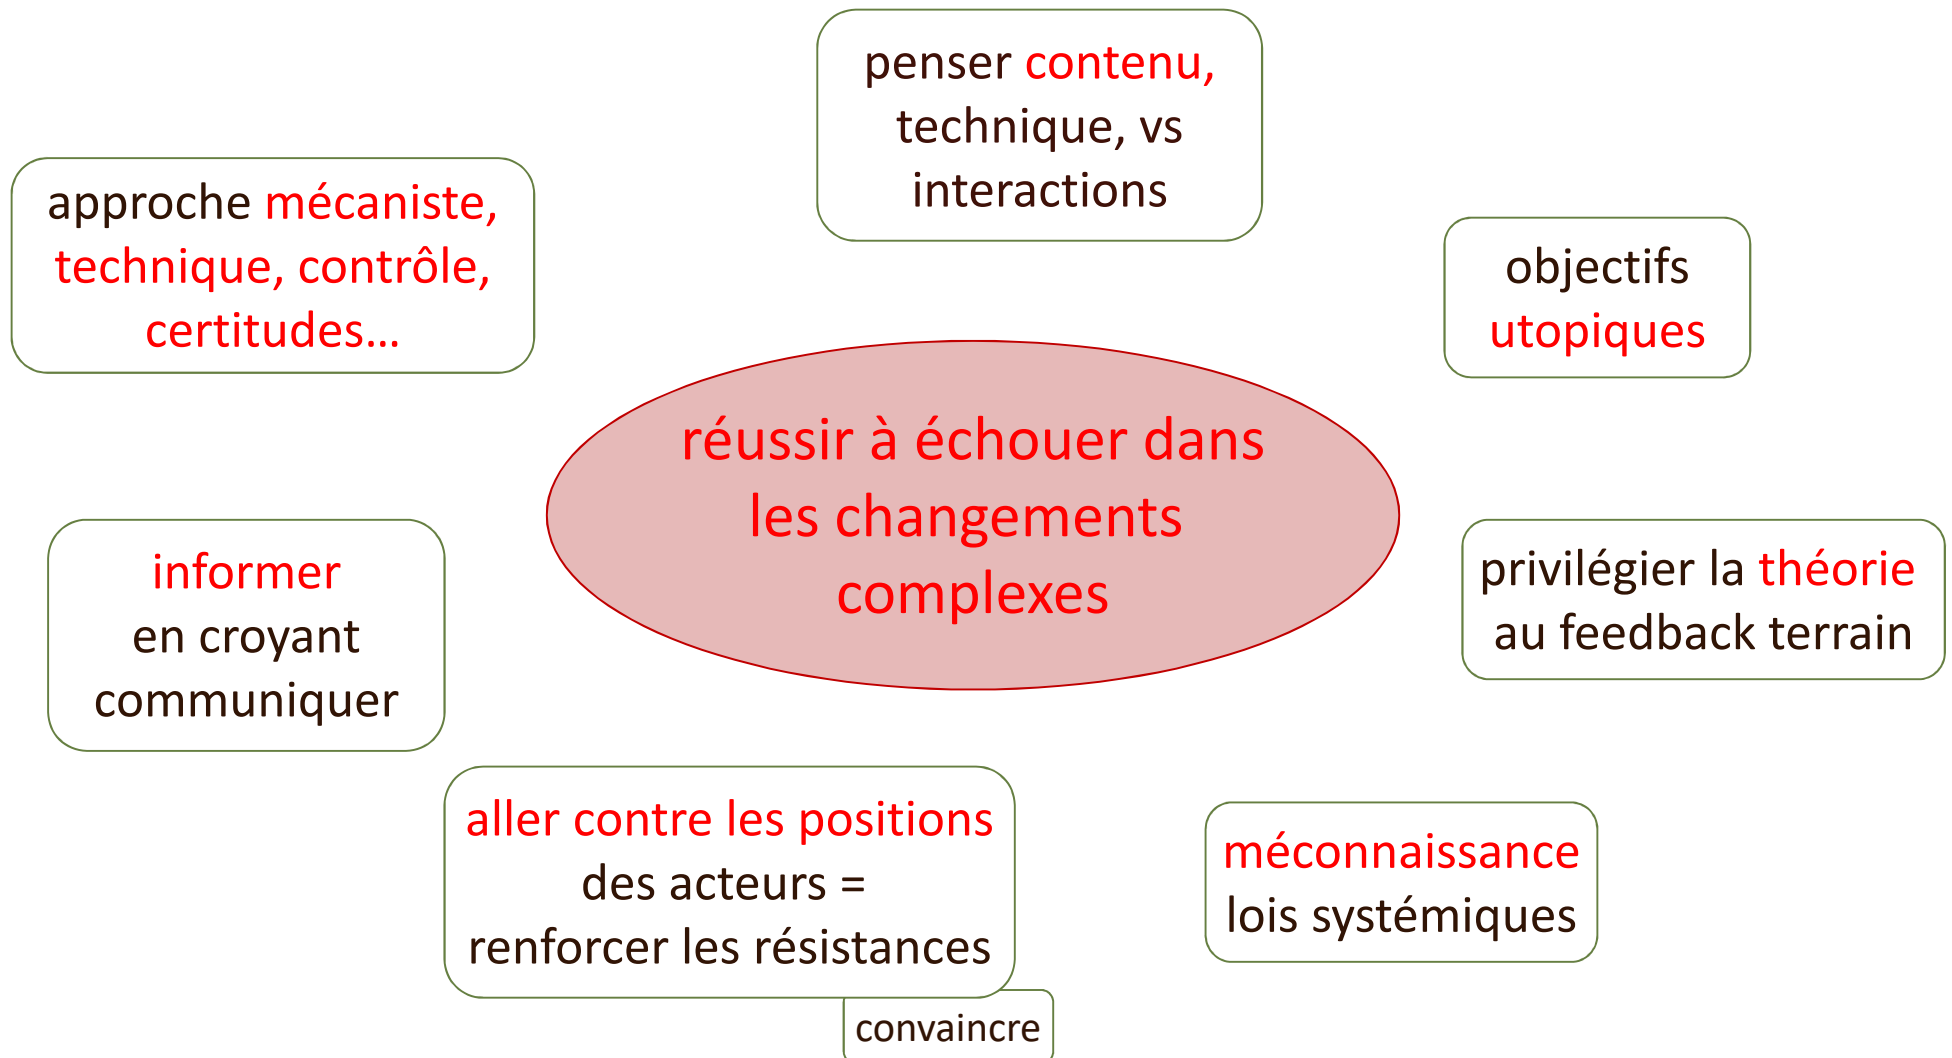 penser contenu,
technique, vs
interactions
approche mécaniste,
technique, contrôle,
certitudes...
objectifs
utopiques
réussir à échouer dans
les changements
complexes
informer
en croyant
communiquer
privilégier la théorie
au feedback terrain
aller contre les positions
des acteurs =
renforcer les résistances
méconnaissance
lois systémiques
convaincre